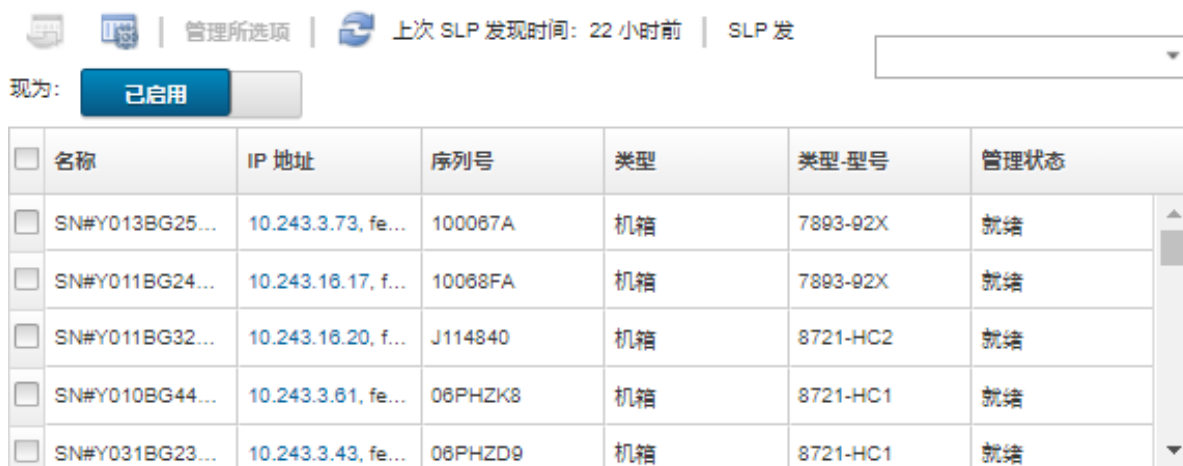 管理所选项 | 上次 SLP 发现时间：22 小时前 | SLP 发
现为： 已启用
名称 IP 地址 序列号 类型 类型-型号 管理状态
SN#Y013BG25... 10.243.3.73, fe... 100067A 机箱 7893-92X 就绪
SN#Y011BG24... 10.243.16.17, f... 10068FA 机箱 7893-92X 就绪
SN#Y011BG32... 10.243.16.20, f... J114840 机箱 8721-HC2 就绪
SN#Y010BG44... 10.243.3.61, fe... 06PHZK8 机箱 8721-HC1 就绪
SN#Y031BG23... 10.243.3.43, fe... 06PHZD9 机箱 8721-HC1 就绪